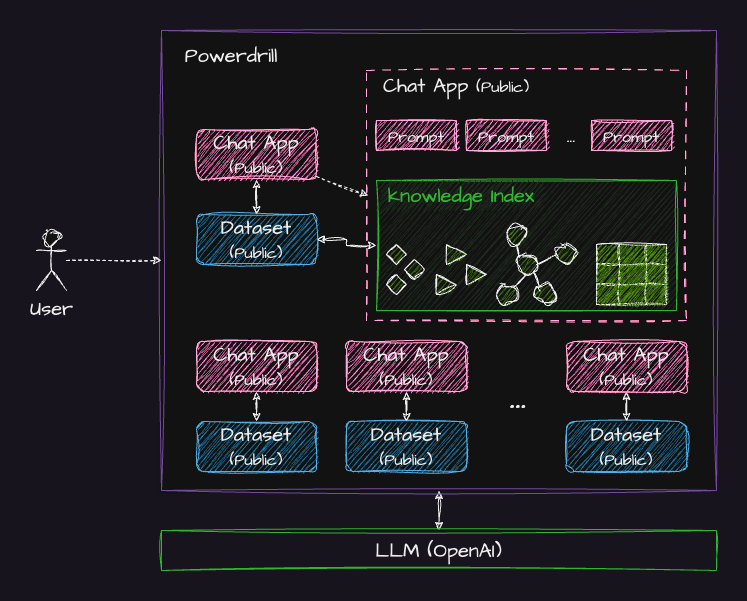 Powerdrill
Chat App (Public)
Prompt
Prompt
...
Prompt
Chat App
(Public)
Knowledge Index
Dataset
(Public)
User
Chat App
(Public)
Chat App
(Public)
Chat App
(Public)
...
Dataset
(Public)
Dataset
(Public)
Dataset
(Public)
LLM (OpenAI)